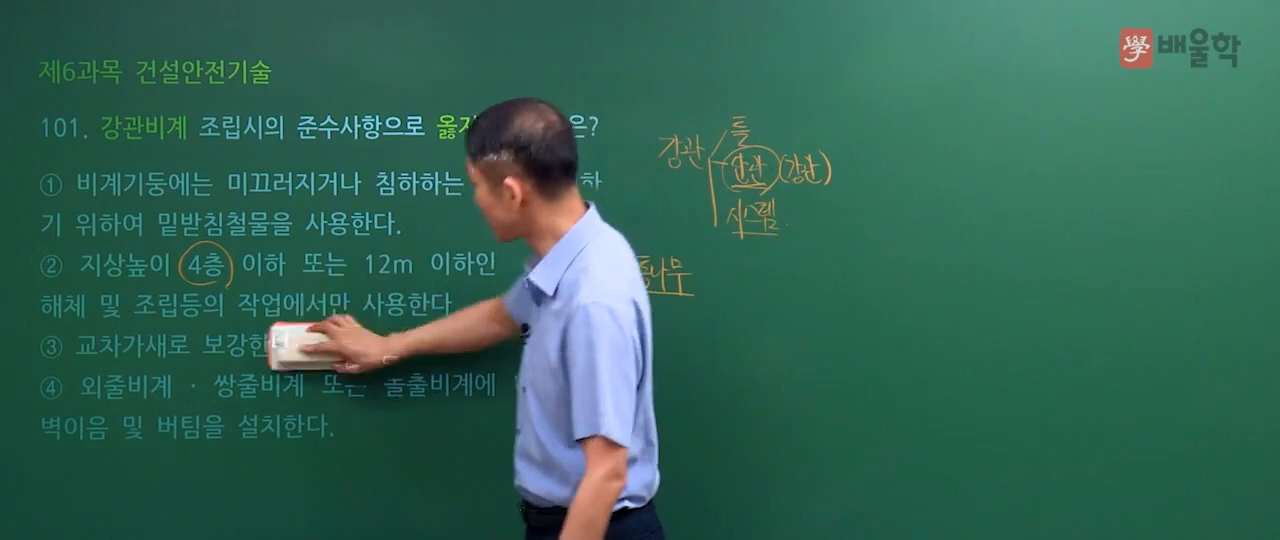 學 배울학
제6과목 건설안전기술
101. 강관비계 조립시의 준수사항으로 은?
① 비계기둥에는 미끄러지거나 침하하는
기 위하여 밑받침철물을 사용한다.
② 지상높이 4층 이하 또는 12m 이하인
해체 및 조립등의 작업에서만 사용한다
③ 교차가새로 보강한
④ 외줄비계 · 쌍줄비계 또는 돌출비계에
벽이음 및 버팀을 설치한다.
틀
강관 단관 (강관)
시스템